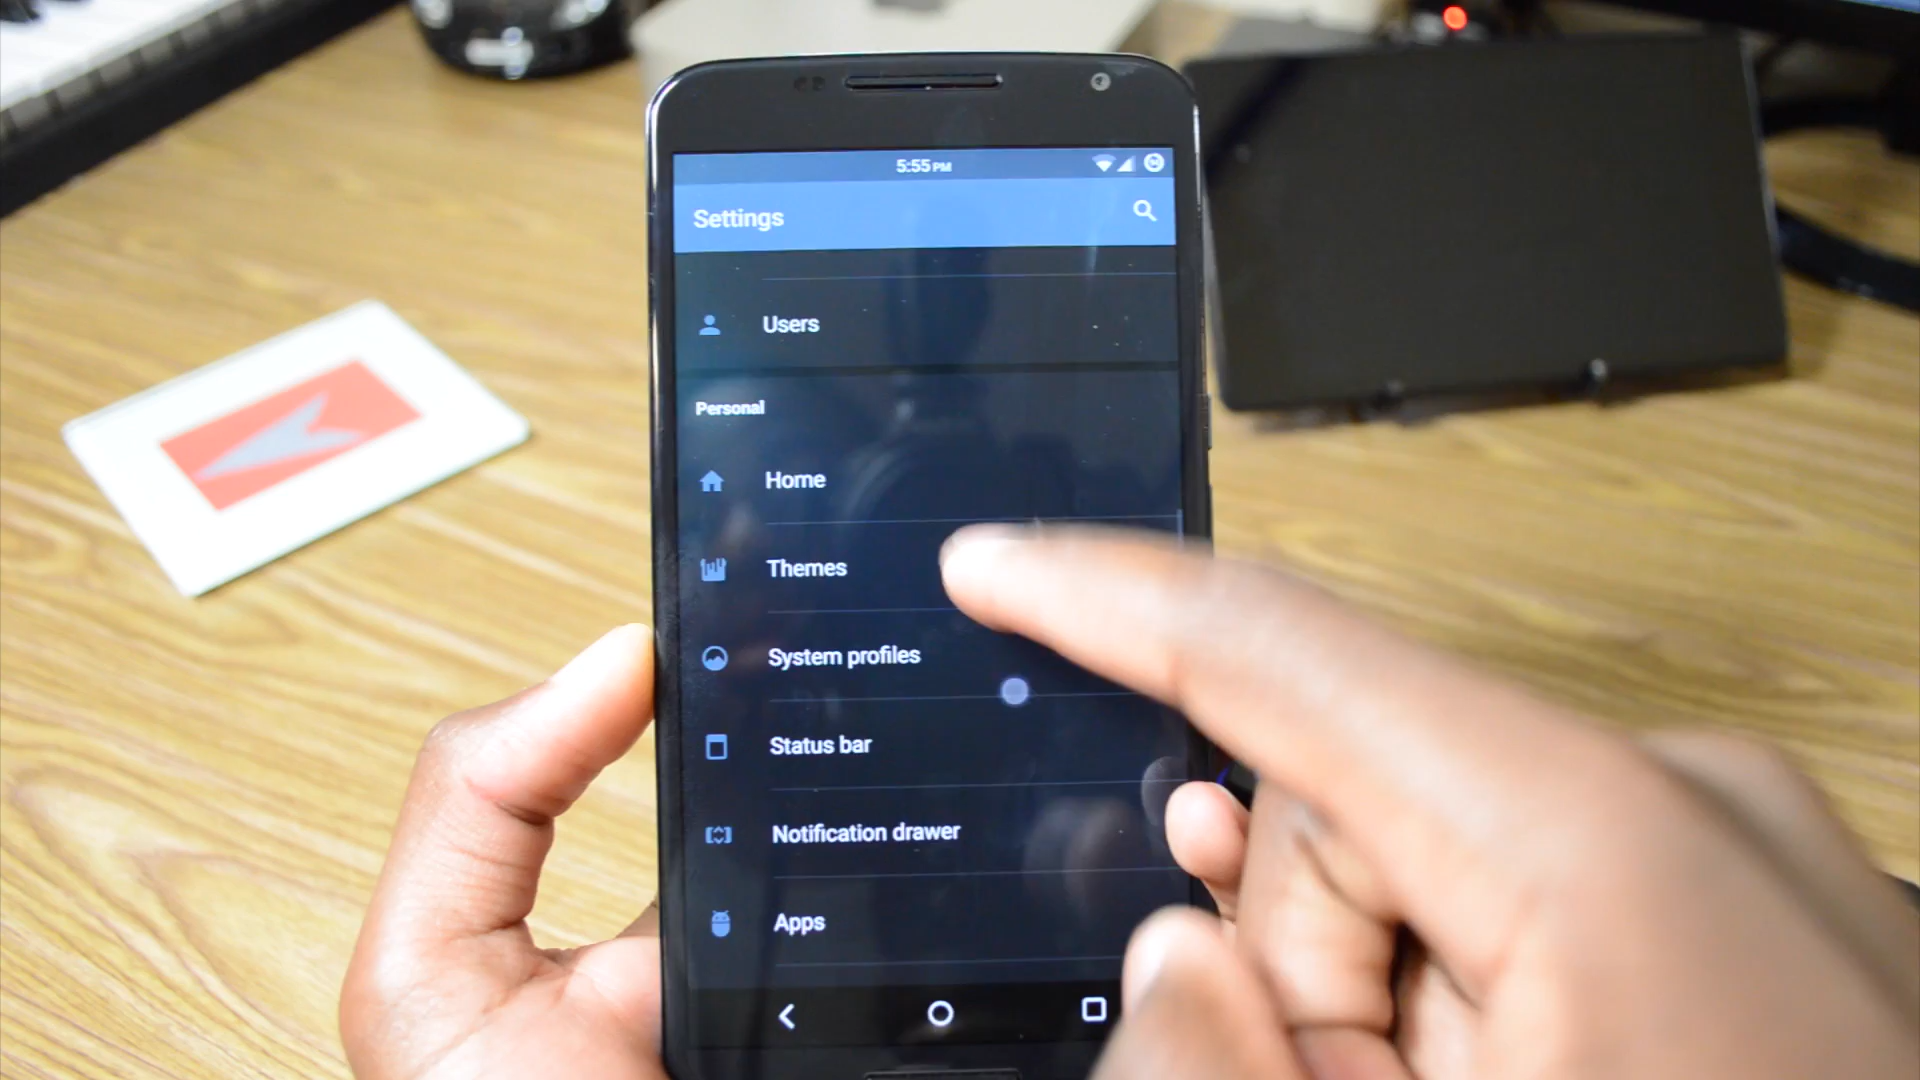 5:55 PM
Settings
Users
Personal
Home
Themes
System profiles
Status bar
Notification drawer
Apps